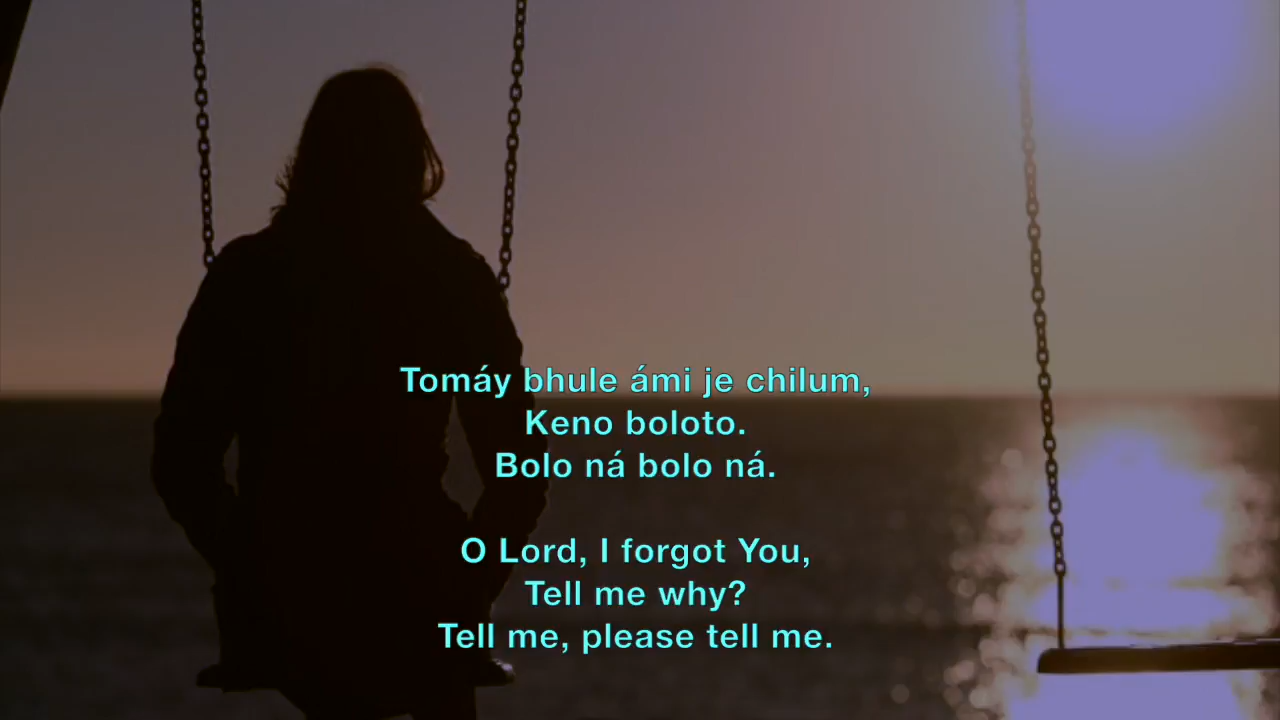 Tomáy bhule ámi je chilum,
Keno boloto.
Bolo ná bolo ná.
O Lord, I forgot You,
Tell me why?
Tell me, please tell me.